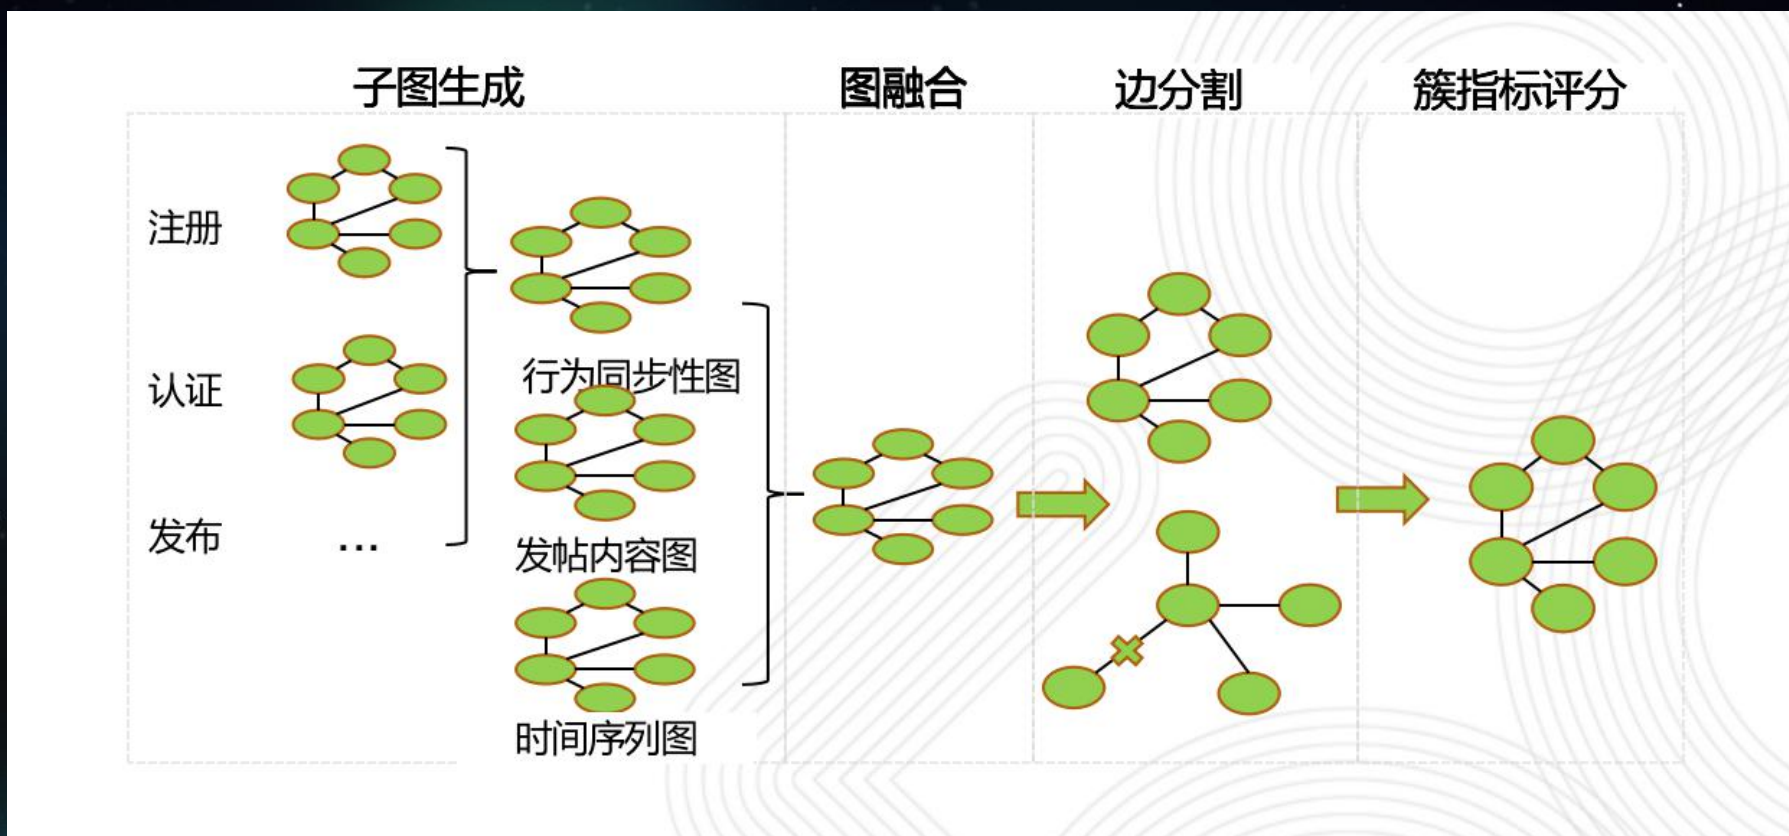 子图生成
图融合
边分割
簇指标评分
注册
认证
发布
...
行为同步性图
发帖内容图
时间序列图